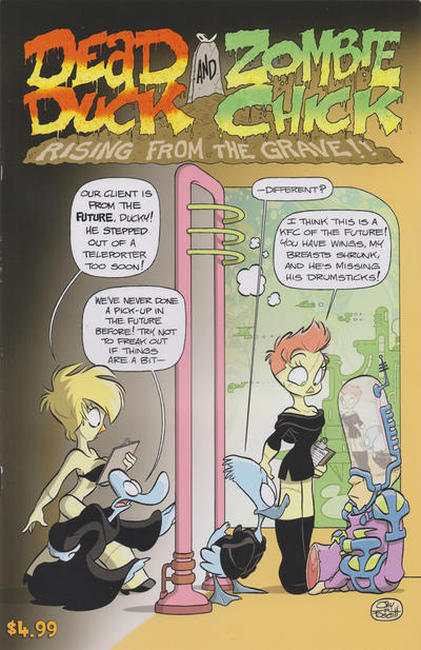 DEAD AND ZOMBIE
DUCK CHICK
RISING FROM THE GRAVE!!
OUR CLIENT IS
FROM THE
FUTURE, DUCKY!
HE STEPPED
OUT OF A
TELEPORTER
TOO SOON!
WE'VE NEVER DONE
A PICK-UP IN
THE FUTURE
BEFORE! TRY NOT
TO FREAK OUT
IF THINGS
ARE A BIT—
—DIFFERENT?
I THINK THIS IS A
KFC OF THE FUTURE!
YOU HAVE WINGS, MY
BREASTS SHRUNK,
AND HE'S MISSING
HIS DRUMSTICKS!
$4.99